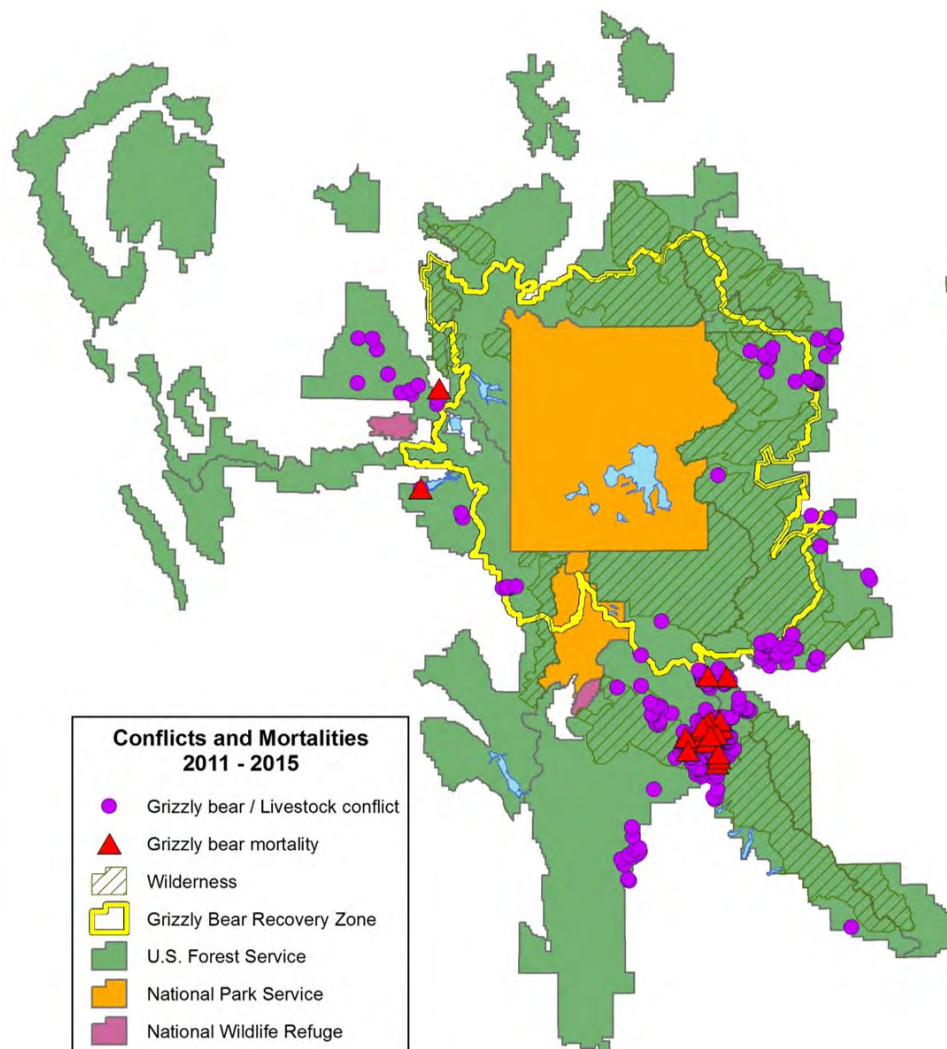 Conflicts and Mortalities
2011 - 2015
Grizzly bear / Livestock conflict
Grizzly bear mortality
Wilderness
Grizzly Bear Recovery Zone
U.S. Forest Service
National Park Service
National Wildlife Refuge